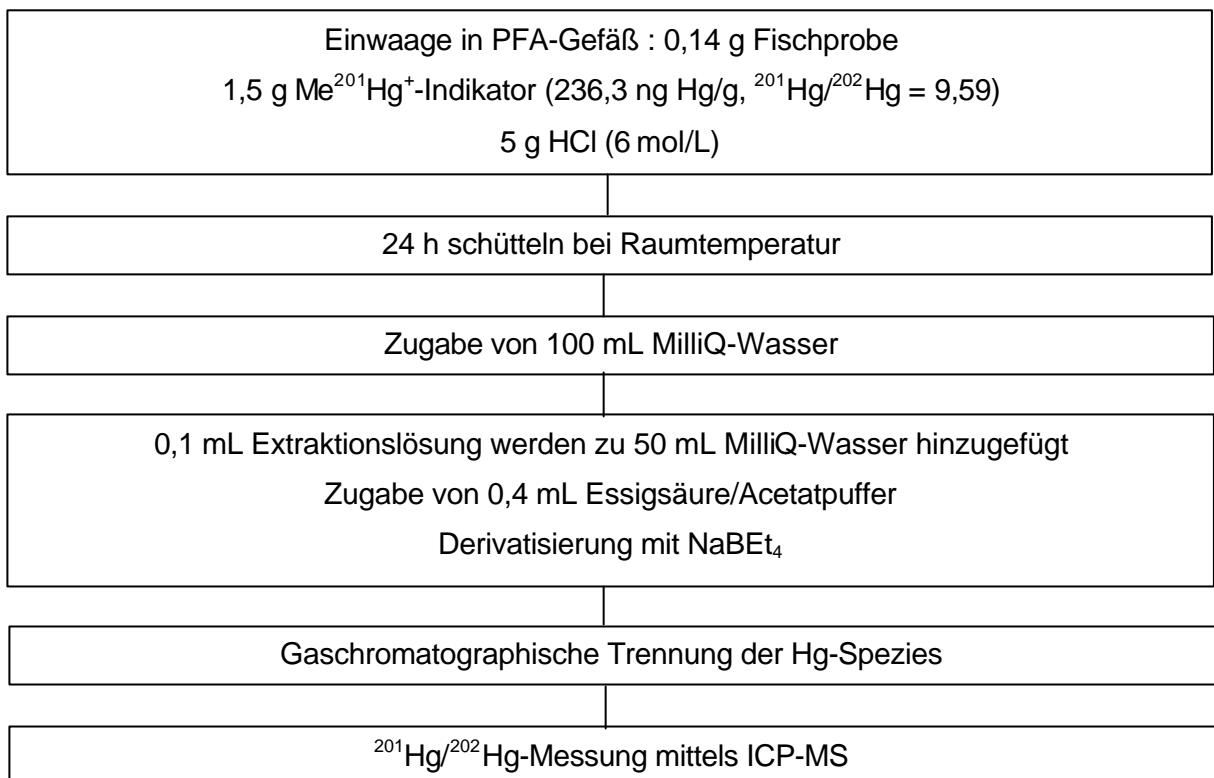 Einwaage in PFA-Gefäß : 0,14 g Fischprobe
1,5 g Me²⁰¹Hg⁺-Indikator (236,3 ng Hg/g, ²⁰¹Hg/²⁰²Hg = 9,59)
5 g HCl (6 mol/L)
24 h schütteln bei Raumtemperatur
Zugabe von 100 mL MilliQ-Wasser
0,1 mL Extraktionslösung werden zu 50 mL MilliQ-Wasser hinzugefügt
Zugabe von 0,4 mL Essigsäure/Acetatpuffer
Derivatisierung mit NaBEt₄
Gaschromatographische Trennung der Hg-Spezies
²⁰¹Hg/²⁰²Hg-Messung mittels ICP-MS